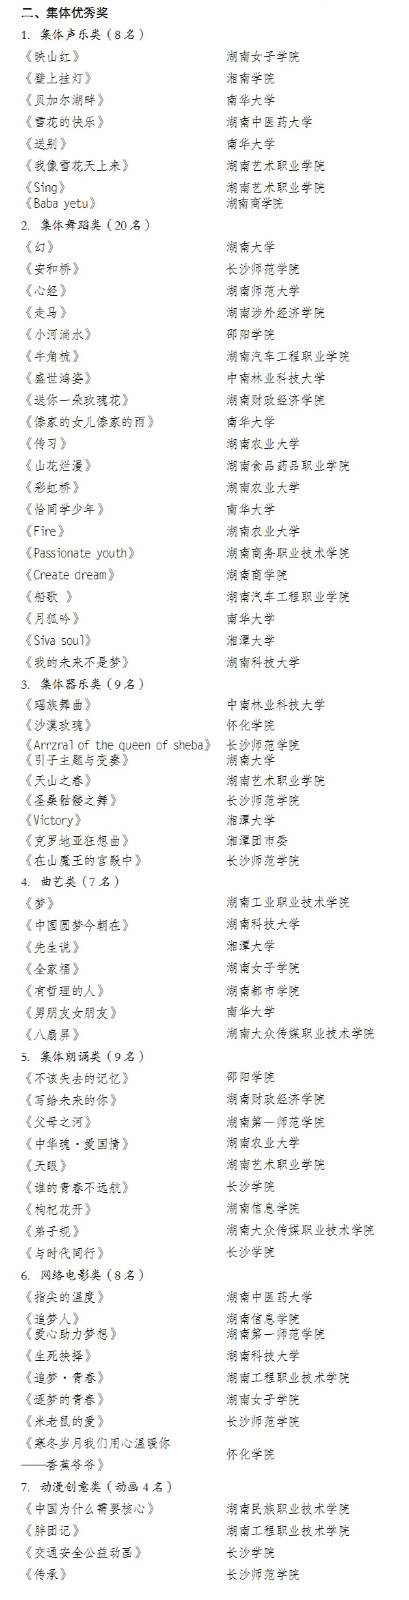 二、集体优秀奖
1. 集体声乐类（8名）
《映山红》 湖南女子学院
《壁上挂灯》 湘南学院
《贝加尔湖畔》 南华大学
《雪花的快乐》 湖南中医药大学
《送别》 南华大学
《我像雪花天上来》 湖南艺术职业学院
《Sing》 湖南艺术职业学院
《Baba yetu》 湖南商学院
2. 集体舞蹈类（20名）
《幻》 湖南大学
《安和桥》 长沙师范学院
《心经》 湖南师范大学
《走马》 湖南涉外经济学院
《小河淌水》 邵阳学院
《牛角梳》 湖南汽车工程职业学院
《盛世鸿姿》 中南林业科技大学
《送你一朵玫瑰花》 湖南财政经济学院
《傣家的女儿傣家的雨》 南华大学
《传习》 湖南农业大学
《山花烂漫》 湖南食品药品职业学院
《彩虹桥》 湖南农业大学
《恰同学少年》 南华大学
《Fire》 湖南农业大学
《Passionate youth》 湖南商务职业技术学院
《Create dream》 湖南商学院
《船歌 》 湖南汽车工程职业学院
《月狐吟》 南华大学
《Siva soul》 湘潭大学
《我的未来不是梦》 湖南科技大学
3. 集体器乐类（9名）
《瑶族舞曲》 中南林业科技大学
《沙漠玫瑰》 怀化学院
《Arrzral of the queen of sheba》 长沙师范学院
《引子主题与变奏》 湖南大学
《天山之春》 湖南艺术职业学院
《圣桑骷髅之舞》 长沙师范学院
《Victory》 湘潭大学
《克罗地亚狂想曲》 湘潭团市委
《在山魔王的宫殿中》 长沙师范学院
4. 曲艺类（7名）
《梦》 湖南工业职业技术学院
《中国圆梦今朝在》 湖南科技大学
《先生说》 湘潭大学
《全家福》 湖南女子学院
《有哲理的人》 湖南都市学院
《男朋友女朋友》 南华大学
《八扇屏》 湖南大众传媒职业技术学院
5. 集体朗诵类（9名）
《不该失去的记忆》 邵阳学院
《写给未来的你》 湖南财政经济学院
《父母之河》 湖南第一师范学院
《中华魂·爱国情》 湖南农业大学
《天眼》 湖南艺术职业学院
《谁的青春不远航》 长沙学院
《枸杞花开》 湖南信息学院
《弟子规》 湖南大众传媒职业技术学院
《与时代同行》 长沙学院
6. 网络电影类（8名）
《指尖的温度》 湖南中医药大学
《追梦人》 湖南信息学院
《爱心助力梦想》 湖南第一师范学院
《生死抉择》 湖南科技大学
《追梦·青春》 湖南工程职业技术学院
《逐梦的青春》 湖南女子学院
《米老鼠的爱》 长沙师范学院
《寒冬岁月我们用心温暖你
——香蕉爷爷》 怀化学院
7. 动漫创意类（动画4名）
《中国为什么需要核心》 湖南民族职业学院
《胖团记》 湖南工程职业技术学院
《交通安全公益动画》 长沙学院
《传承》 长沙师范学院